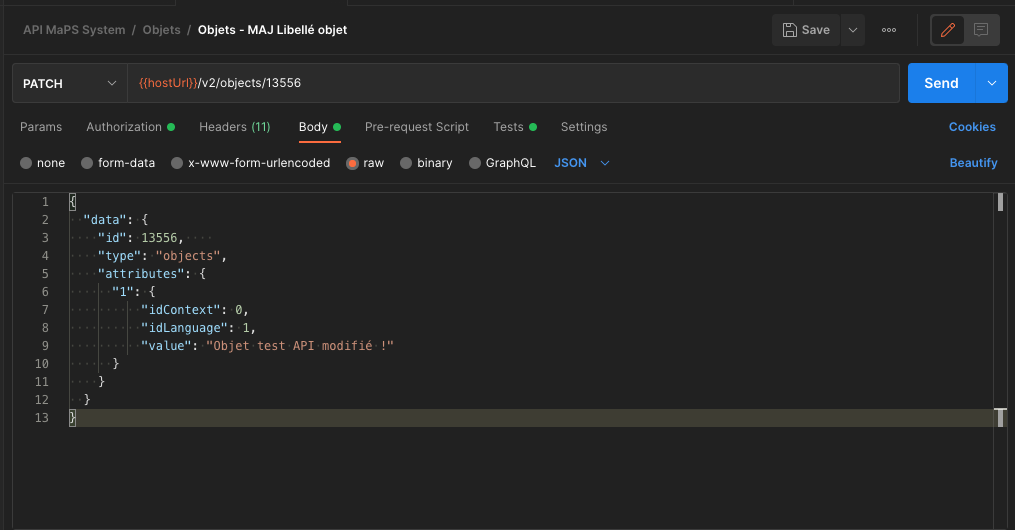 API MaPS System / Objets / Objets - MAJ Libellé objet
Save
PATCH
{{hostUrl}}/v2/objects/13556
Send
Params Authorization Headers (11) Body Pre-request Script Tests Settings Cookies
none form-data x-www-form-urlencoded raw binary GraphQL JSON Beautify
1 {
2 "data": {
3 "id": 13556,
4 "type": "objects",
5 "attributes": {
6 "1": {
7 "idContext": 0,
8 "idLanguage": 1,
9 "value": "Objet test API modifié !"
10 }
11 }
12 }
13 }